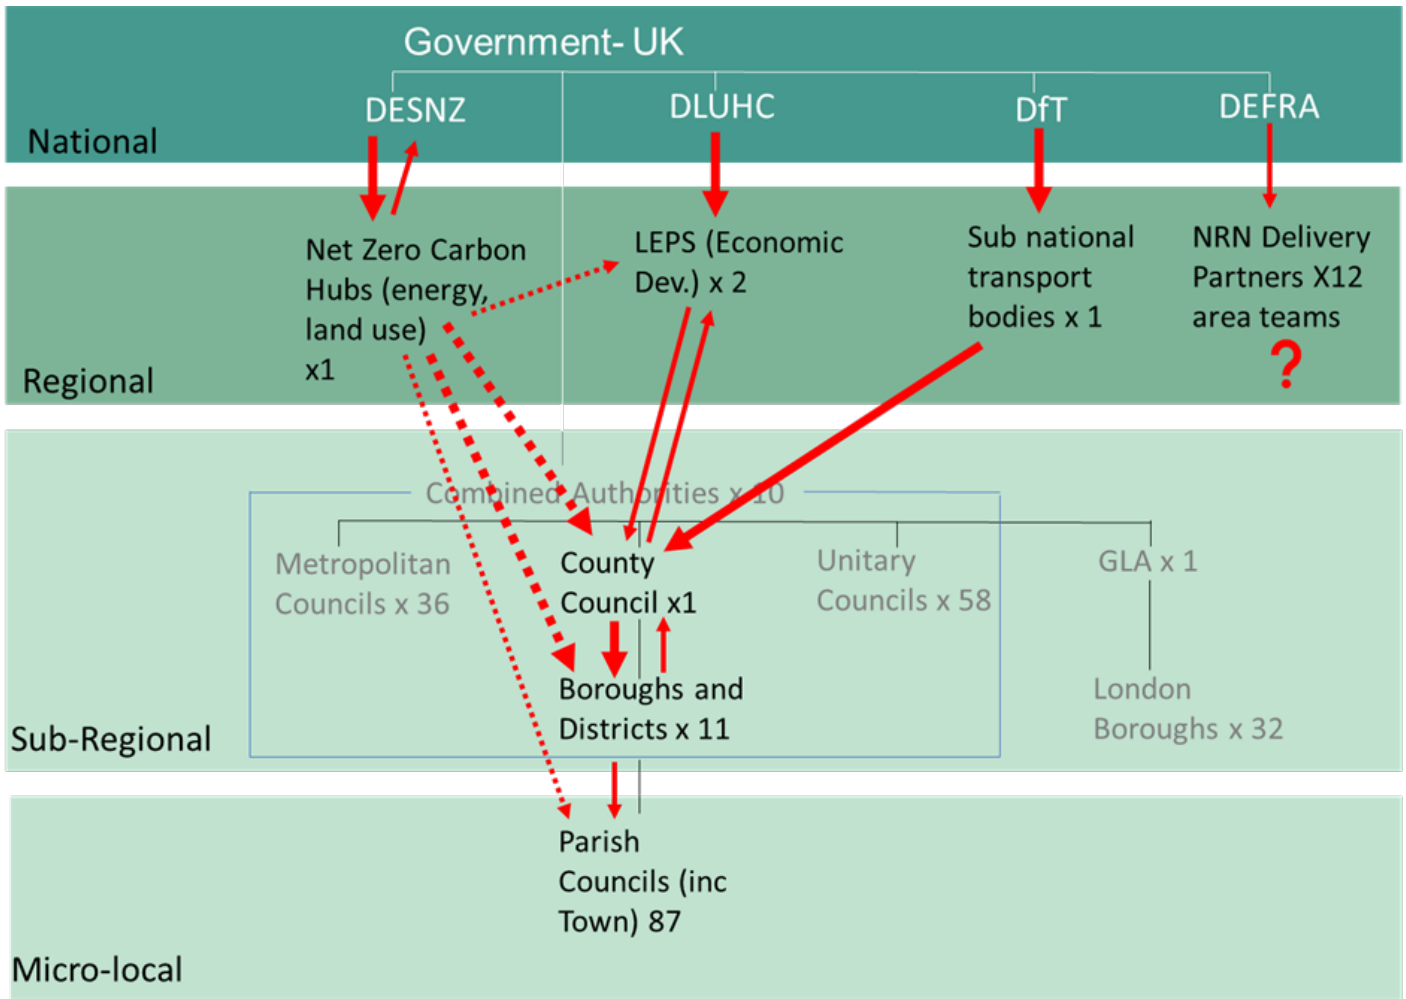 Government- UK
DESNZ
DLUHC
DfT
DEFRA
National
Net Zero Carbon
Hubs (energy,
land use)
x1
LEPS (Economic
Dev.) x 2
Sub national
transport
bodies x 1
NRN Delivery
Partners X12
area teams
?
Regional
Combined Authorities x 10
Metropolitan
Councils x 36
County
Council x1
Unitary
Councils x 58
GLA x 1
Boroughs and
Districts x 11
London
Boroughs x 32
Sub-Regional
Parish
Councils (inc
Town) 87
Micro-local